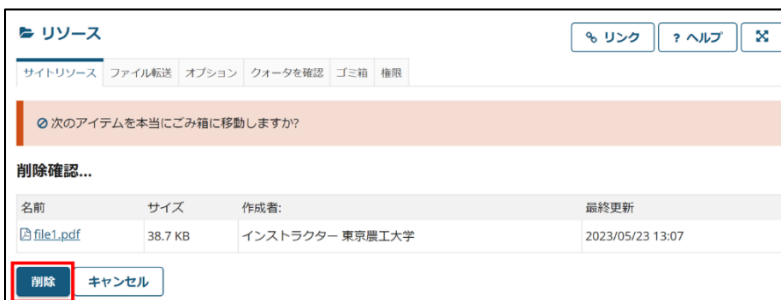 リソース
リンク ? ヘルプ
サイトリソース ファイル転送 オプション クォータを確認 ゴミ箱 権限
次のアイテムを本当にごみ箱に移動しますか?
削除確認...
名前 サイズ 作成者: 最終更新
file1.pdf 38.7 KB インストラクター 東京農工大学 2023/05/23 13:07
削除 キャンセル